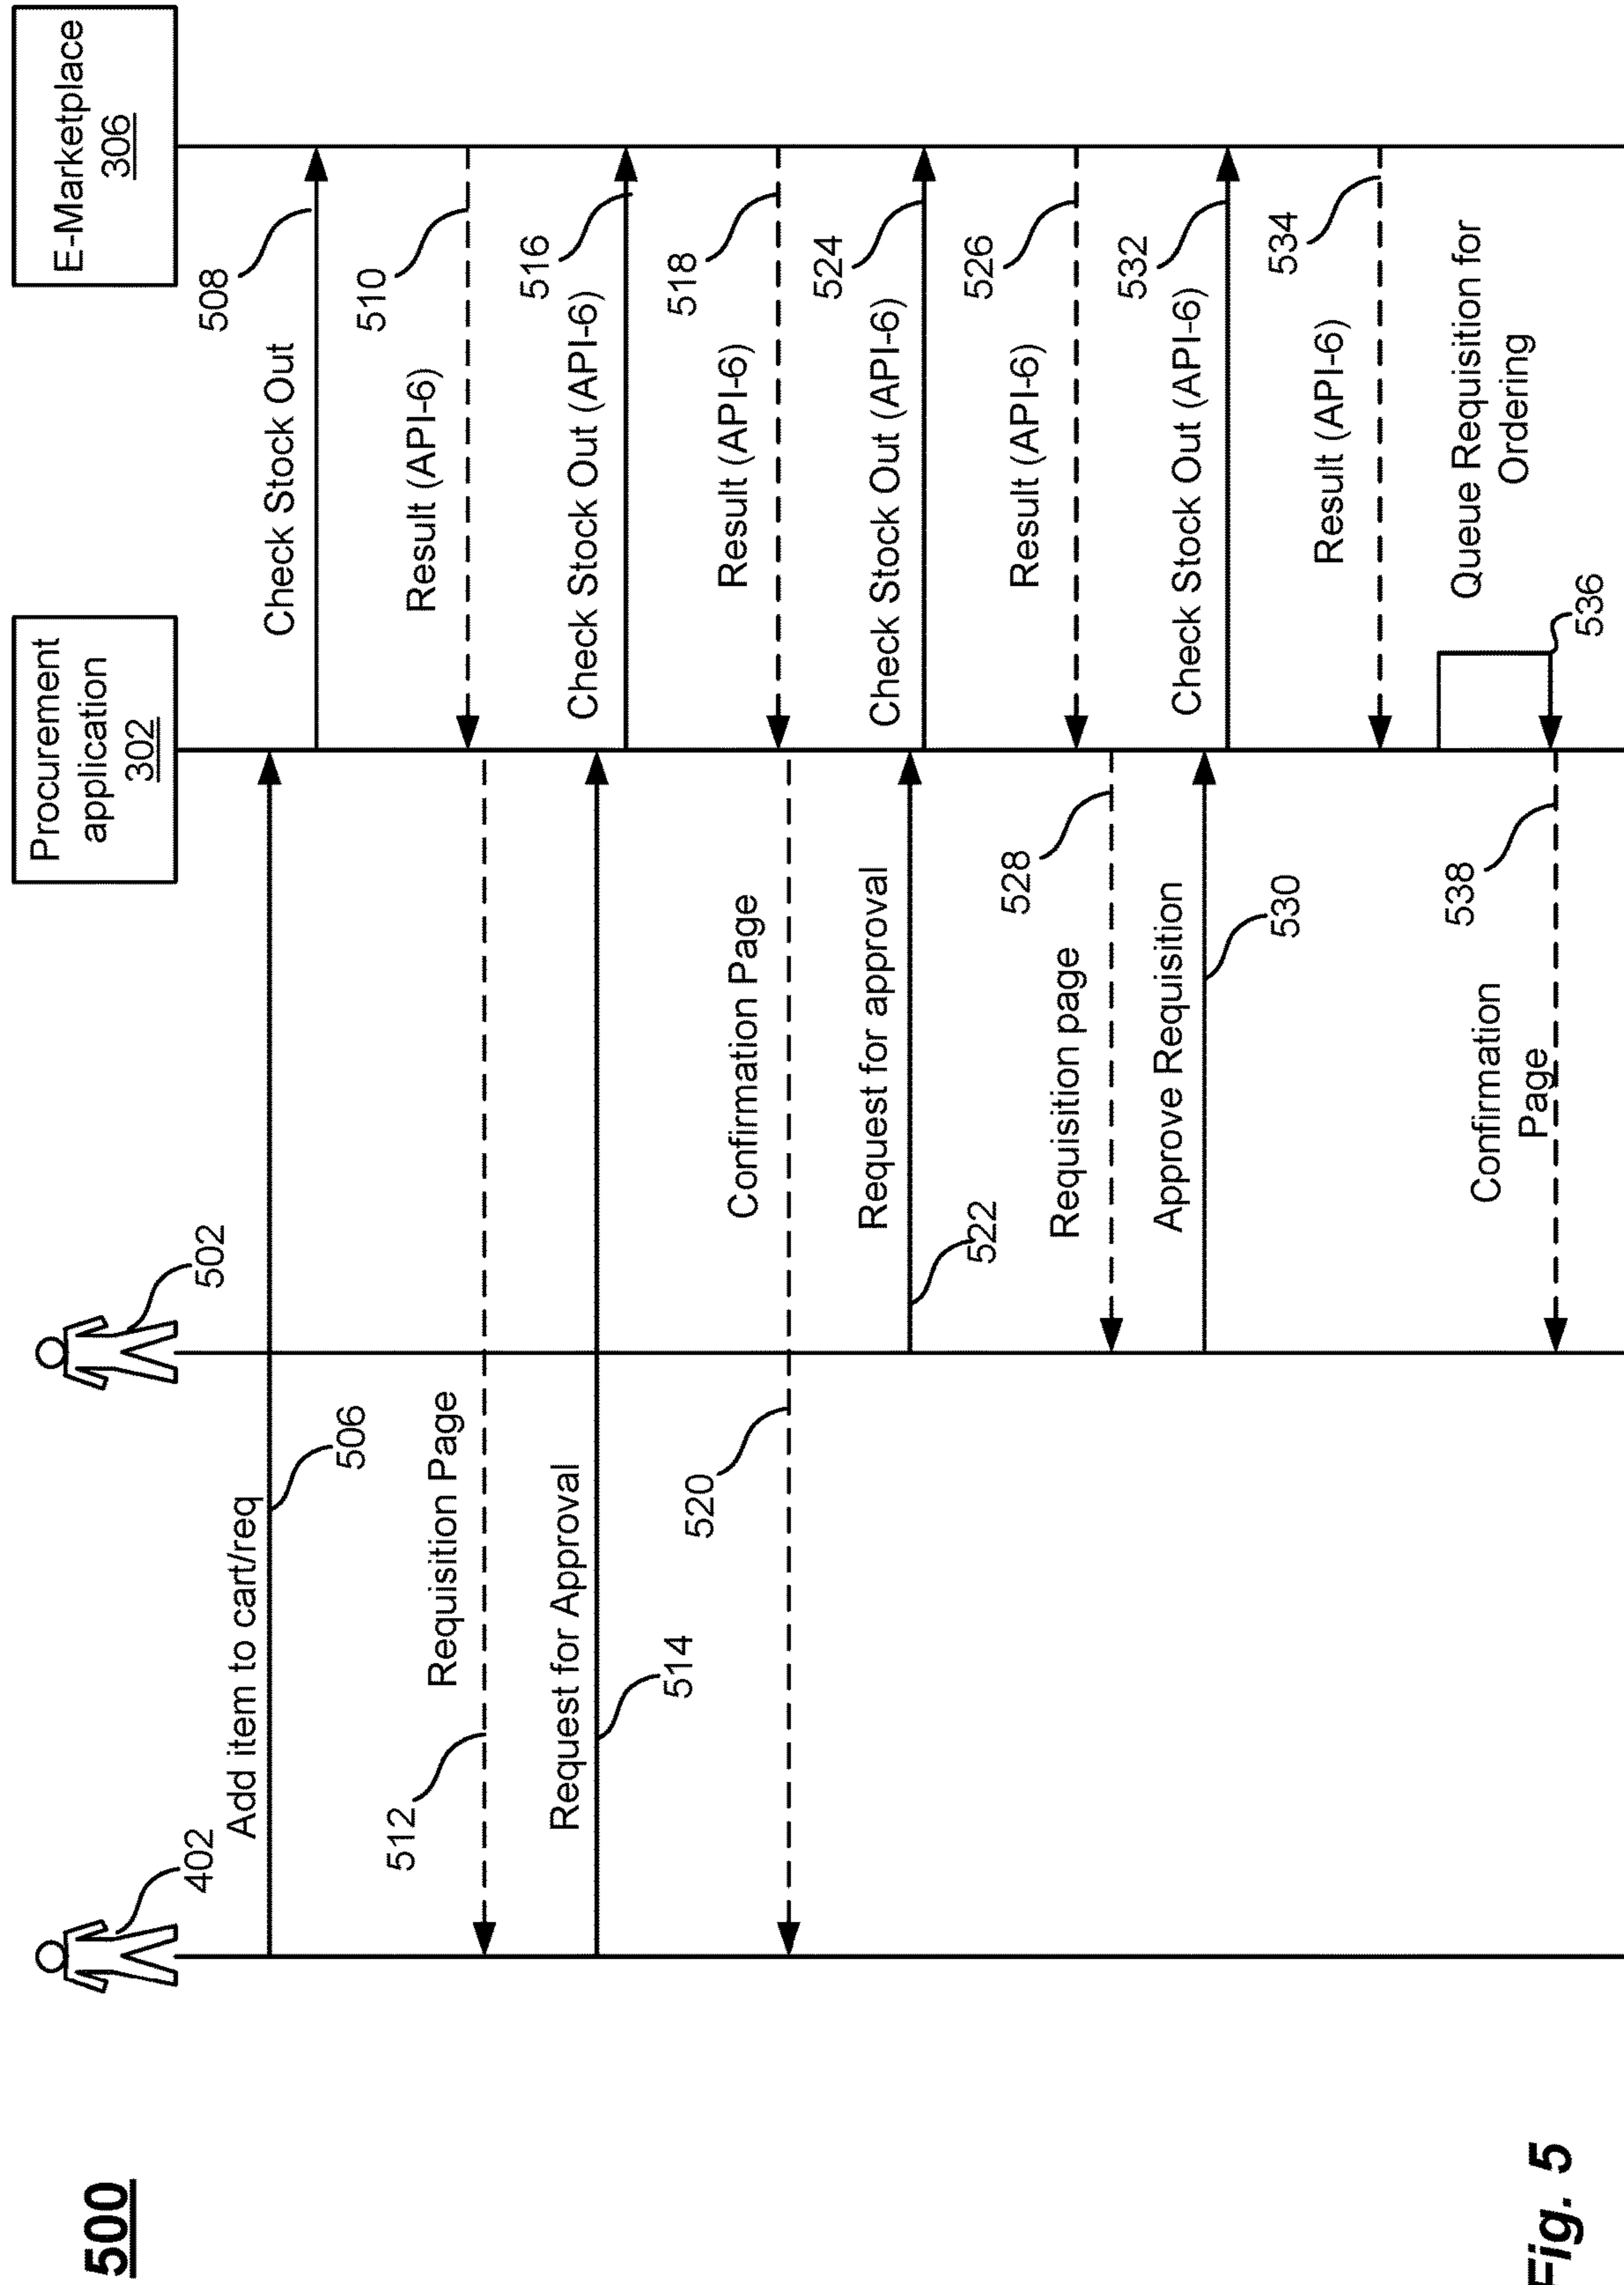 500
402
502
Procurement
application
302
E-Marketplace
306
Add item to cart/req
506
Check Stock Out
508
Result (API-6)
510
Requisition Page
512
Request for Approval
514
Check Stock Out (API-6)
516
Result (API-6)
518
Confirmation Page
520
Request for approval
522
Check Stock Out (API-6)
524
Result (API-6)
526
Requisition page
528
Approve Requisition
530
Check Stock Out (API-6)
532
Result (API-6)
534
Queue Requisition for
Ordering
536
Confirmation
Page
538
Fig. 5